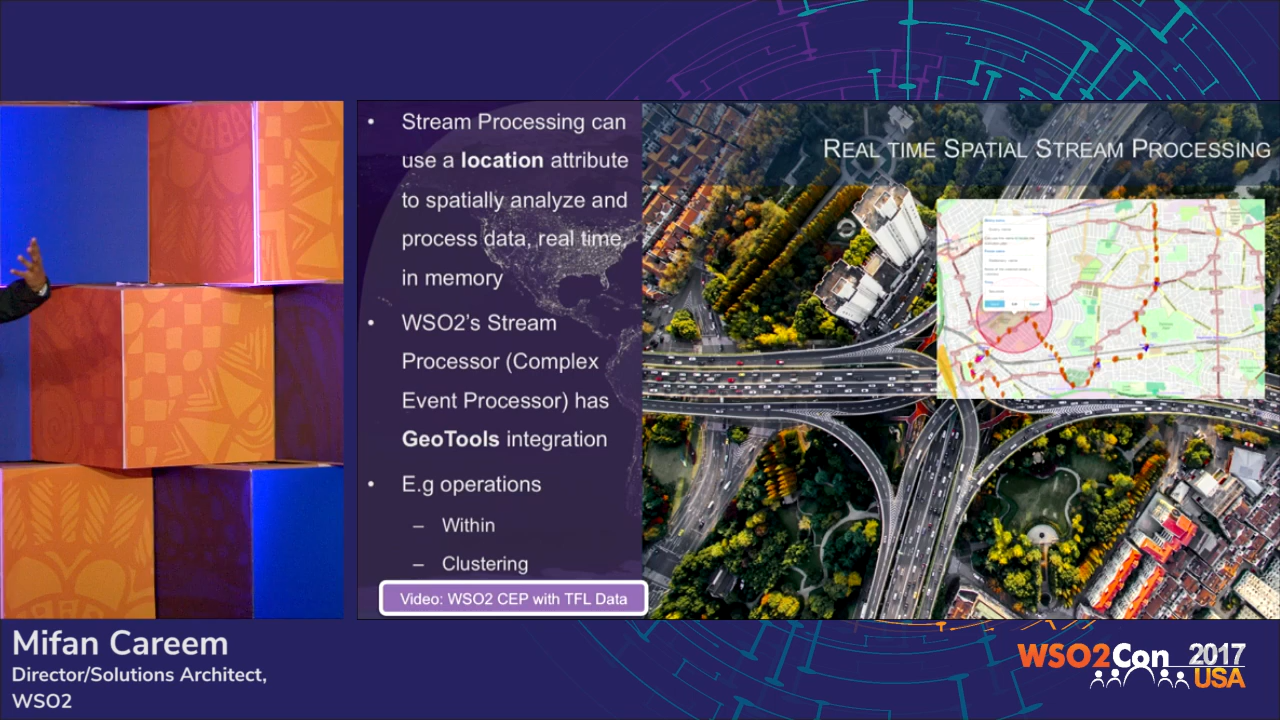 • Stream Processing can
use a location attribute
to spatially analyze and
process data, real time,
in memory
• WSO2's Stream
Processor (Complex
Event Processor) has
GeoTools integration
• E.g operations
– Within
– Clustering
Video: WSO2 CEP with TFL Data
REAL TIME SPATIAL STREAM PROCESSING
Mifan Careem
Director/Solutions Architect,
WSO2
WSO2Con 2017
USA